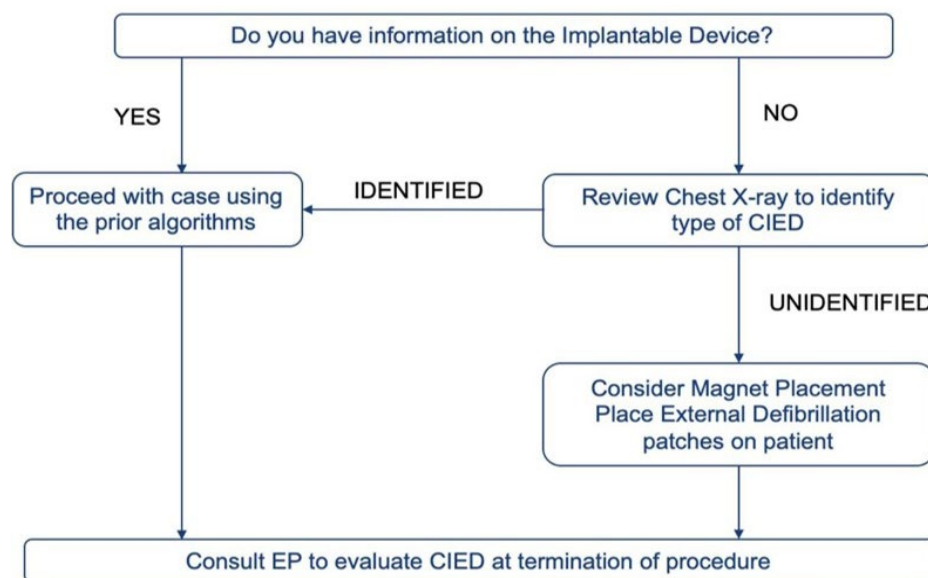 Do you have information on the Implantable Device?
YES
NO
Proceed with case using
the prior algorithms
IDENTIFIED
Review Chest X-ray to identify
type of CIED
UNIDENTIFIED
Consider Magnet Placement
Place External Defibrillation
patches on patient
Consult EP to evaluate CIED at termination of procedure